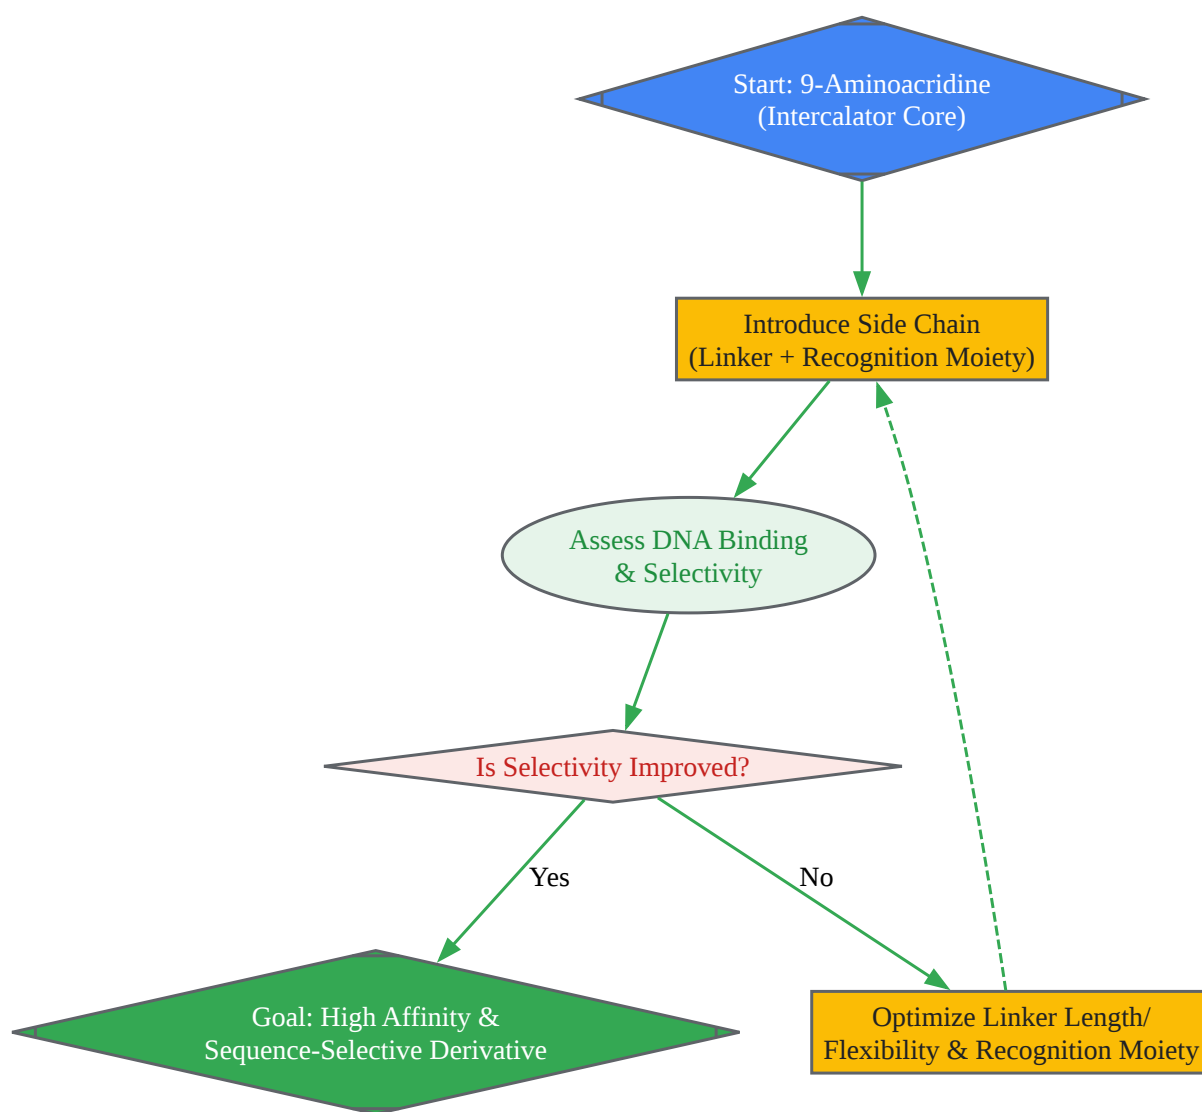 Start: 9-Aminoacridine
(Intercalator Core)
Introduce Side Chain
(Linker + Recognition Moiety)
Assess DNA Binding
& Selectivity
Is Selectivity Improved?
Yes
No
Goal: High Affinity &
Sequence-Selective Derivative
Optimize Linker Length/
Flexibility & Recognition Moiety